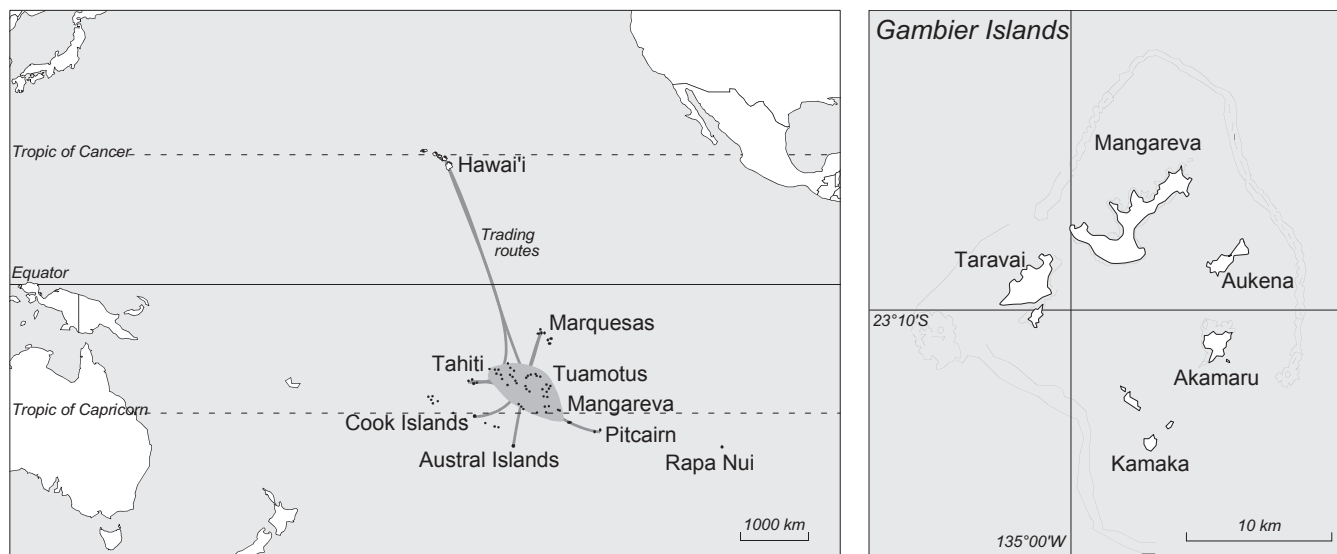 Tropic of Cancer
Hawai'i
Trading
routes
Equator
Marquesas
Tahiti
Tuamotus
Mangareva
Tropic of Capricorn
Cook Islands
Pitcairn
Austral Islands
Rapa Nui
1000 km
Gambier Islands
Mangareva
Taravai
Aukena
23°10'S
Akamaru
Kamaka
10 km
135°00'W